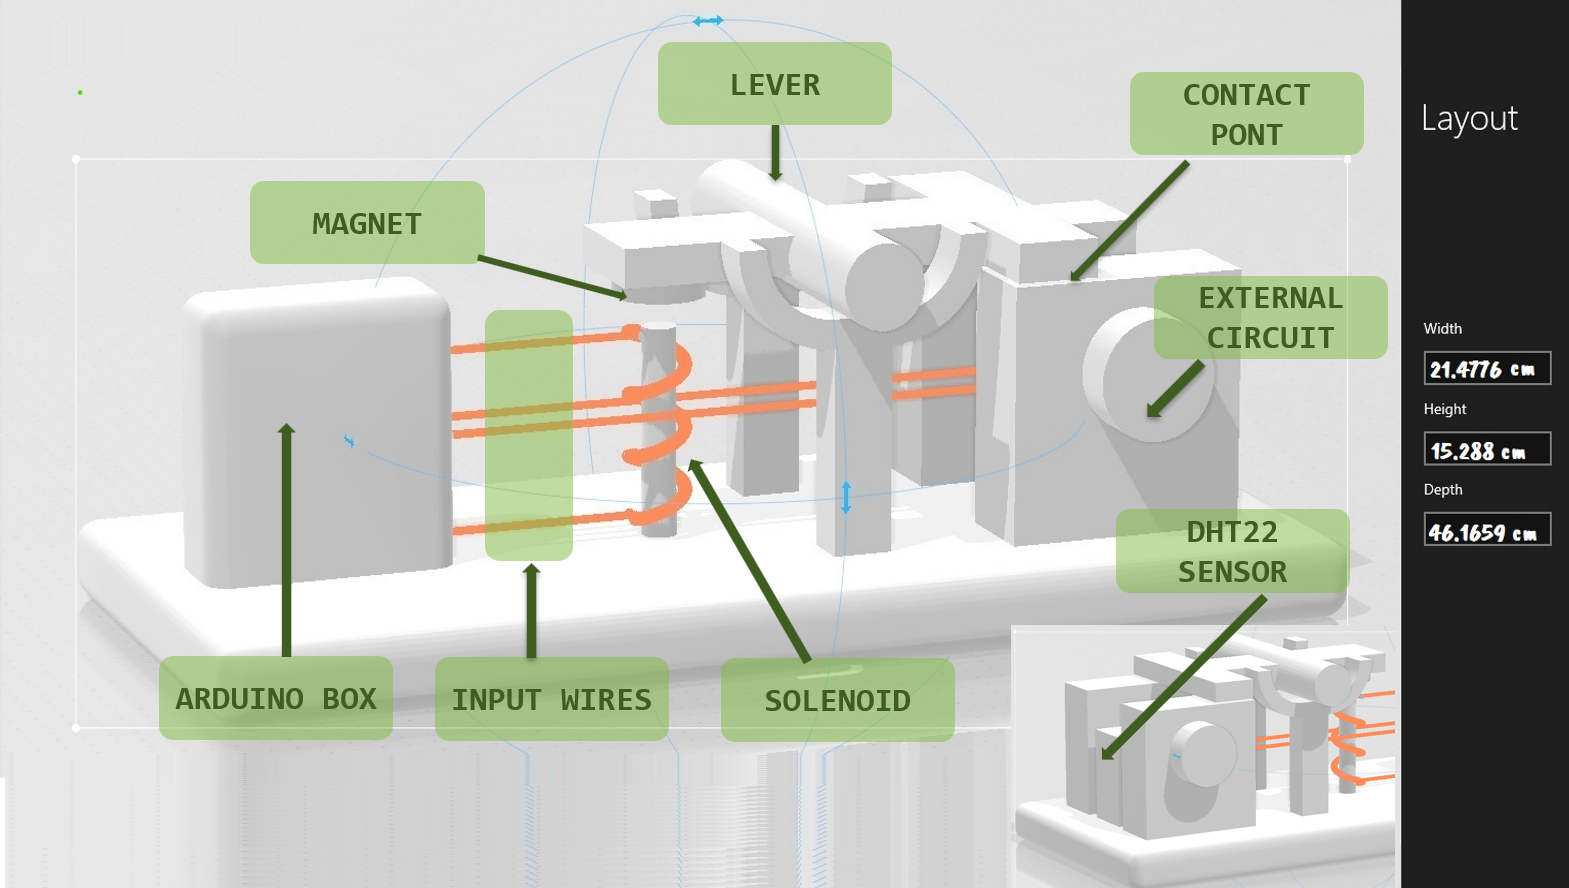 LEVER
CONTACT
PONT
Layout
MAGNET
EXTERNAL
CIRCUIT
Width
21.4776 cm
Height
15.288 cm
Depth
46.1659 cm
DHT22
SENSOR
ARDUINO BOX
INPUT WIRES
SOLENOID